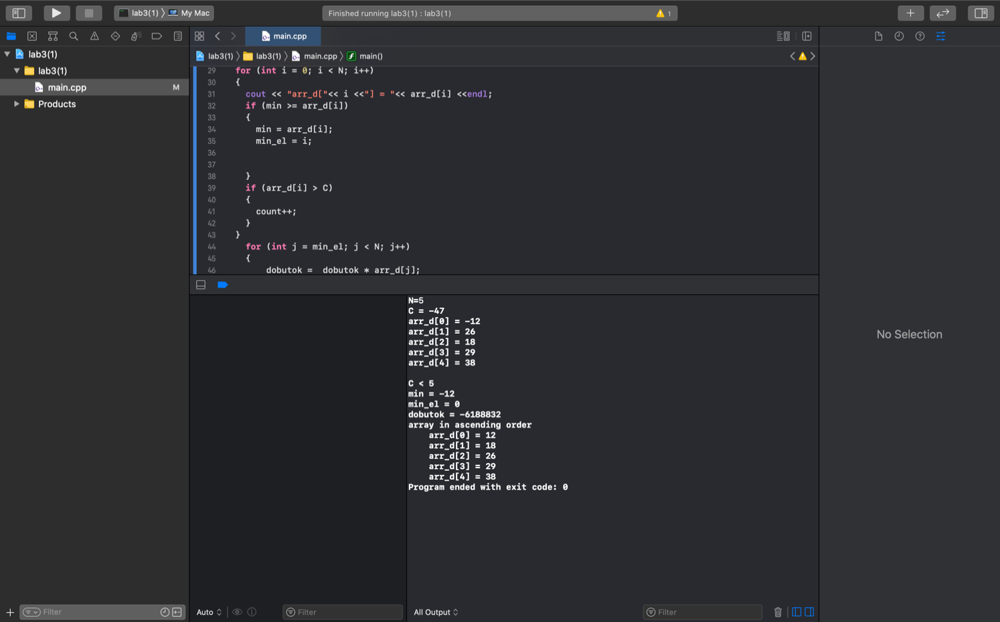 lab3(1) 〉 My Mac
Finished running lab3(1) : lab3(1)
1
main.cpp
lab3(1)
lab3(1)
main.cpp M
Products
lab3(1) 〉 lab3(1) 〉 main.cpp 〉 main()
29 for (int i = 0; i < N; i++)
30 {
31 cout << "arr_d["<< i <<"] = "<< arr_d[i] <<endl;
32 if (min >= arr_d[i])
33 {
34 min = arr_d[i];
35 min_el = i;
36
37
38 }
39 if (arr_d[i] > C)
40 {
41 count++;
42 }
43 }
44 for (int j = min_el; j < N; j++)
45 {
46 dobutok =  dobutok * arr_d[j];
N=5
C = -47
arr_d[0] = -12
arr_d[1] = 26
arr_d[2] = 18
arr_d[3] = 29
arr_d[4] = 38
C < 5
min = -12
min_el = 0
dobutok = -6188832
array in ascending order
arr_d[0] = 12
arr_d[1] = 18
arr_d[2] = 26
arr_d[3] = 29
arr_d[4] = 38
Program ended with exit code: 0
No Selection
Filter
Auto
Filter
All Output
Filter